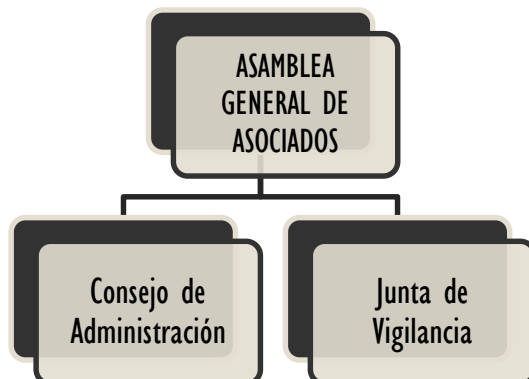 ASAMBLEA
GENERAL DE
ASOCIADOS
Consejo de
Administración
Junta de
Vigilancia